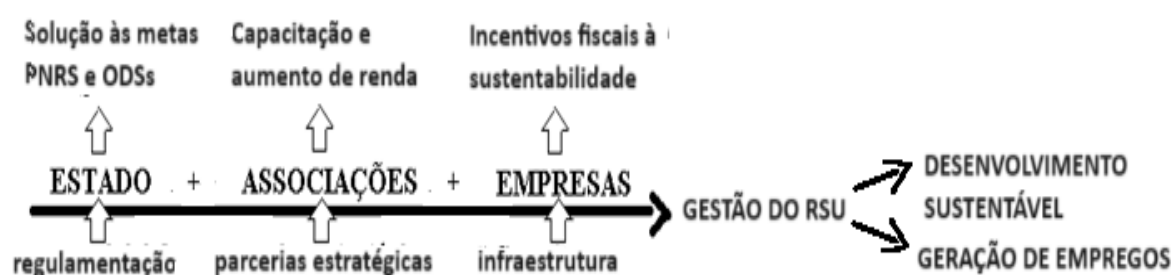 Solução às metas
PNRS e ODSs
Capacitação e
aumento de renda
Incentivos fiscais à
sustentabilidade
ESTADO + ASSOCIAÇÕES + EMPRESAS
regulamentação
parcerias estratégicas
infraestrutura
GESTÃO DO RSU
DESENVOLVIMENTO
SUSTENTÁVEL
GERAÇÃO DE EMPREGOS